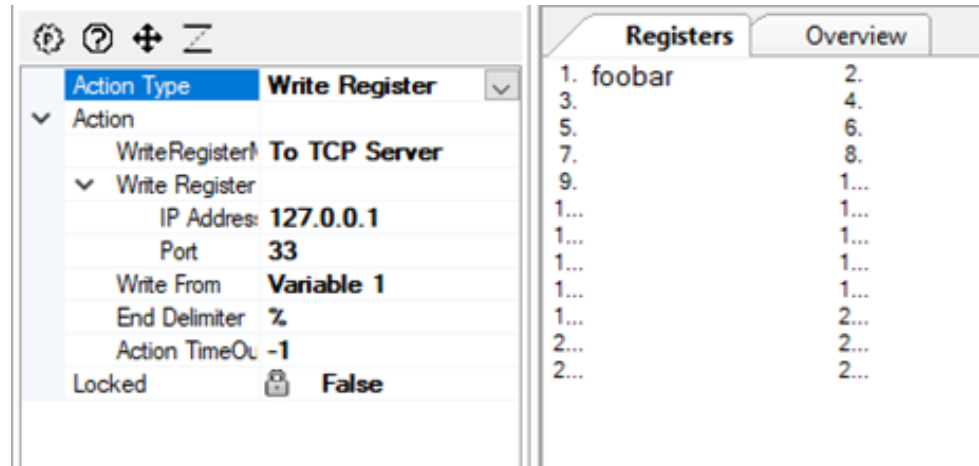 Action Type Write Register
Action
WriteRegisterM To TCP Server
Write Register
IP Address 127.0.0.1
Port 33
Write From Variable 1
End Delimiter %
Action TimeOu -1
Locked False
Registers Overview
1. foobar 2.
3. 4.
5. 6.
7. 8.
9. 1...
1... 1...
1... 1...
1... 1...
1... 1...
1... 2...
2... 2...
2... 2...